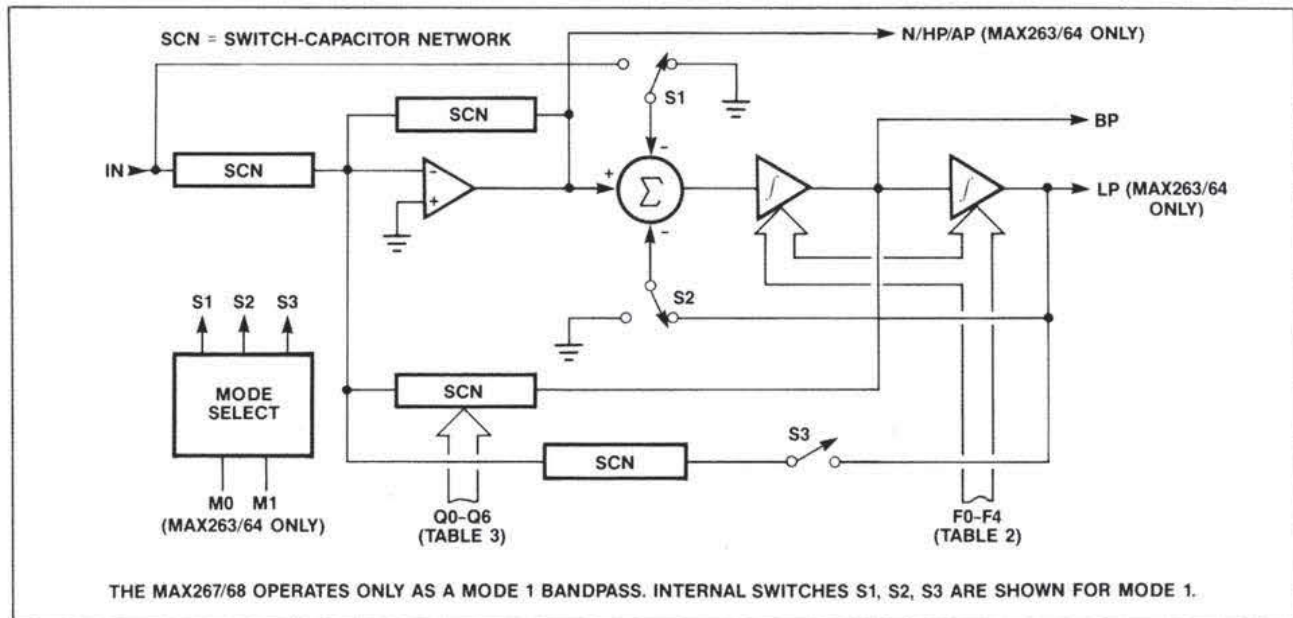 SCN = SWITCH-CAPACITOR NETWORK
N/HP/AP (MAX263/64 ONLY)
S1
SCN
BP
IN
SCN
-
+
+
-
Σ
-
∫
∫
LP (MAX263/64
ONLY)
S2
S1 S2 S3
MODE
SELECT
SCN
S3
SCN
M0 M1
(MAX263/64 ONLY)
Q0-Q6
(TABLE 3)
F0-F4
(TABLE 2)
THE MAX267/68 OPERATES ONLY AS A MODE 1 BANDPASS. INTERNAL SWITCHES S1, S2, S3 ARE SHOWN FOR MODE 1.